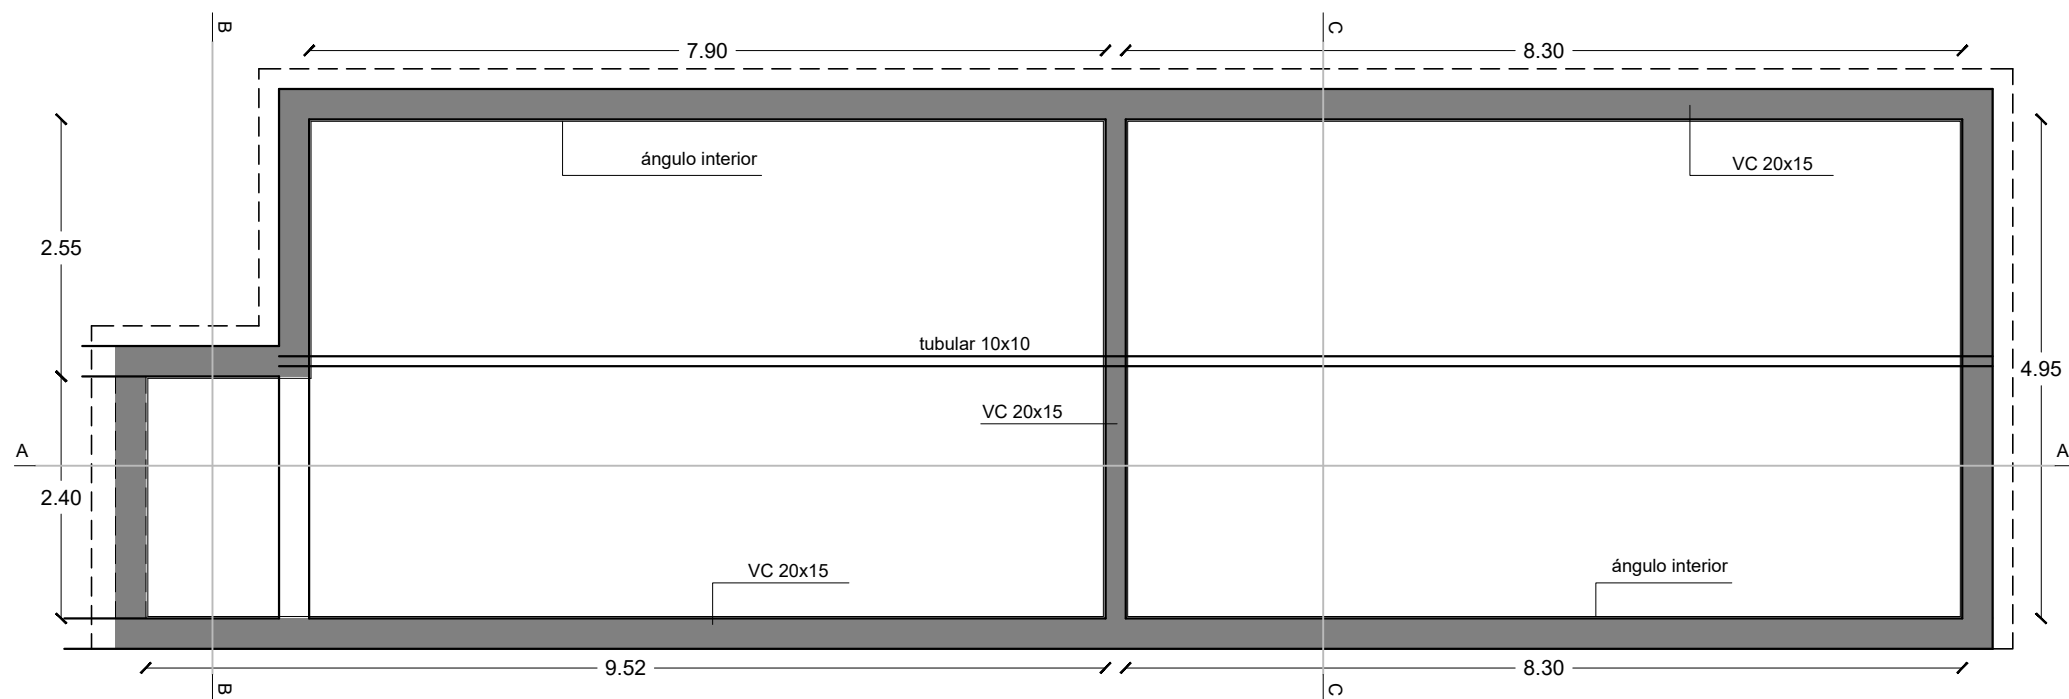 B
C
7.90
8.30
ángulo interior
VC 20x15
2.55
tubular 10x10
4.95
VC 20x15
A
A
2.40
ángulo interior
VC 20x15
9.52
8.30
B
C